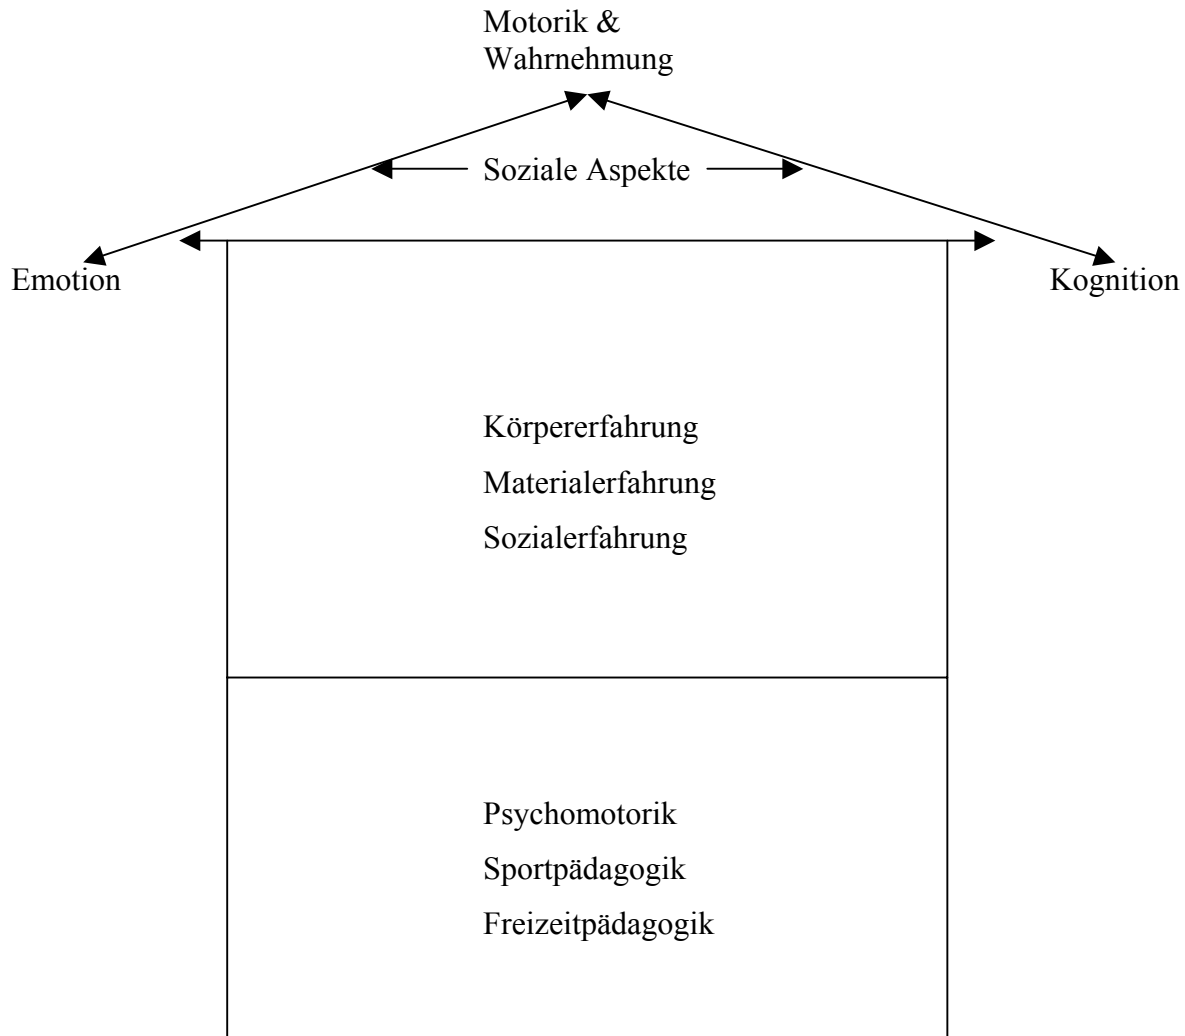 Motorik &
Wahrnehmung
Soziale Aspekte
Emotion
Kognition
Körpererfahrung
Materialerfahrung
Sozialerfahrung
Psychomotorik
Sportpädagogik
Freizeitpädagogik